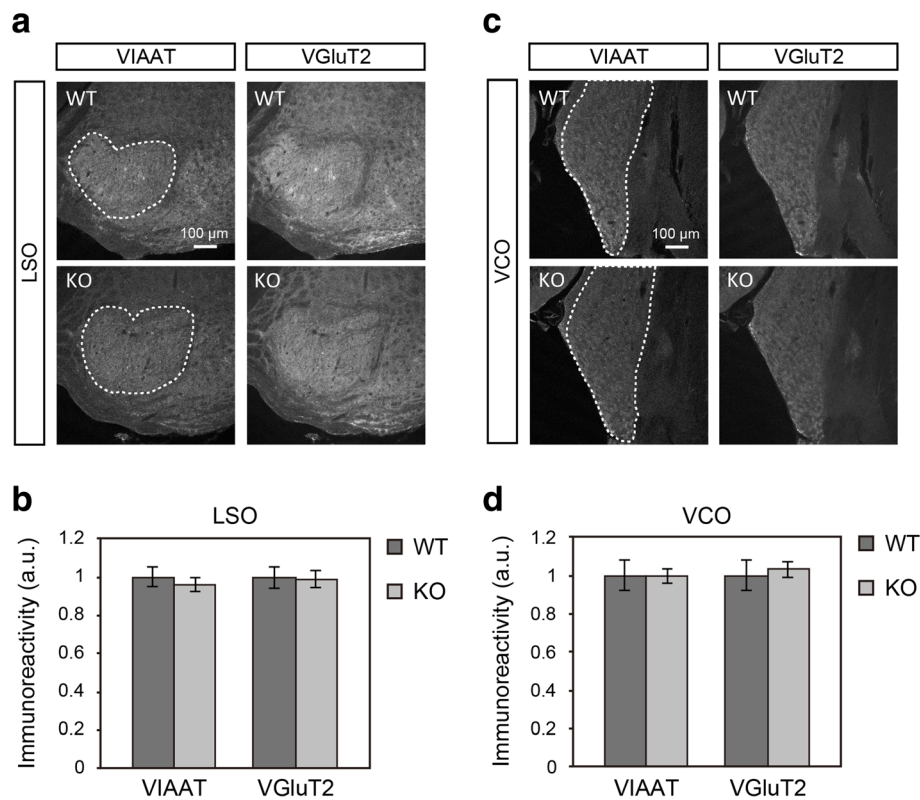 a
VIAAT VGluT2
LSO
WT WT
100 µm
KO KO
c
VIAAT VGluT2
VCO
WT WT
100 µm
KO KO
b
LSO
Immunoreactivity (a.u.)
1.2
1
0.8
0.6
0.4
0.2
0
VIAAT VGluT2
WT
KO
d
VCO
Immunoreactivity (a.u.)
1.2
1
0.8
0.6
0.4
0.2
0
VIAAT VGluT2
WT
KO